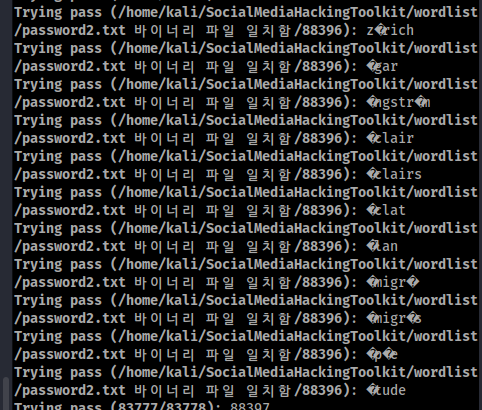 Trying pass (/home/kali/SocialMediaHackingToolkit/wordlist
/password2.txt 바이너리 파일 일치함/88396): z�rich
Trying pass (/home/kali/SocialMediaHackingToolkit/wordlist
/password2.txt 바이너리 파일 일치함/88396): �gar
Trying pass (/home/kali/SocialMediaHackingToolkit/wordlist
/password2.txt 바이너리 파일 일치함/88396): �ngstr�m
Trying pass (/home/kali/SocialMediaHackingToolkit/wordlist
/password2.txt 바이너리 파일 일치함/88396): �clair
Trying pass (/home/kali/SocialMediaHackingToolkit/wordlist
/password2.txt 바이너리 파일 일치함/88396): �clairs
Trying pass (/home/kali/SocialMediaHackingToolkit/wordlist
/password2.txt 바이너리 파일 일치함/88396): �clat
Trying pass (/home/kali/SocialMediaHackingToolkit/wordlist
/password2.txt 바이너리 파일 일치함/88396): �lan
Trying pass (/home/kali/SocialMediaHackingToolkit/wordlist
/password2.txt 바이너리 파일 일치함/88396): �migr�
Trying pass (/home/kali/SocialMediaHackingToolkit/wordlist
/password2.txt 바이너리 파일 일치함/88396): �migr�s
Trying pass (/home/kali/SocialMediaHackingToolkit/wordlist
/password2.txt 바이너리 파일 일치함/88396): �p�e
Trying pass (/home/kali/SocialMediaHackingToolkit/wordlist
/password2.txt 바이너리 파일 일치함/88396): �tude
Trying pass (83777/83778): 88397